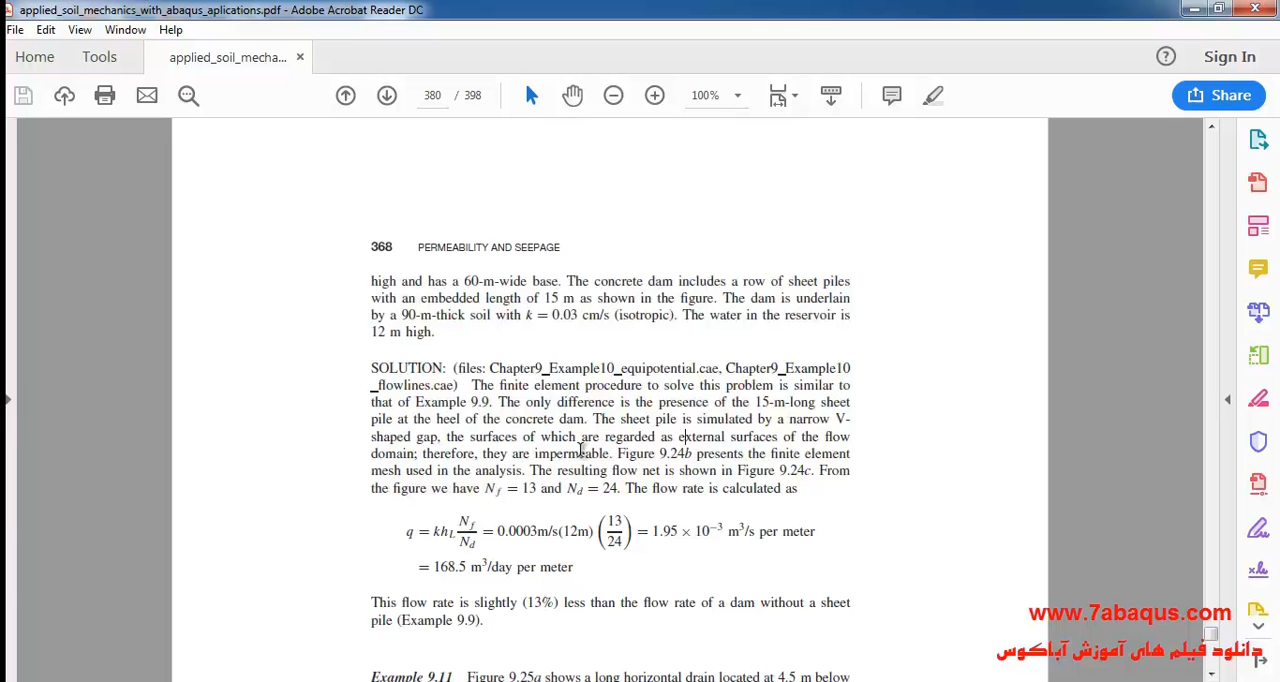 applied_soil_mechanics_with_abaqus_aplications.pdf - Adobe Acrobat Reader DC
File Edit View Window Help
Home Tools applied_soil_mecha... × Sign In
380 / 398 100% Share
368 PERMEABILITY AND SEEPAGE
high and has a 60-m-wide base. The concrete dam includes a row of sheet piles
with an embedded length of 15 m as shown in the figure. The dam is underlain
by a 90-m-thick soil with k = 0.03 cm/s (isotropic). The water in the reservoir is
12 m high.
SOLUTION: (files: Chapter9_Example10_equipotential.cae, Chapter9_Example10
_flowlines.cae) The finite element procedure to solve this problem is similar to
that of Example 9.9. The only difference is the presence of the 15-m-long sheet
pile at the heel of the concrete dam. The sheet pile is simulated by a narrow V-
shaped gap, the surfaces of which are regarded as external surfaces of the flow
domain; therefore, they are impermeable. Figure 9.24b presents the finite element
mesh used in the analysis. The resulting flow net is shown in Figure 9.24c. From
the figure we have N_f = 13 and N_d = 24. The flow rate is calculated as
q = kh_L N_f/N_d = 0.0003m/s(12m) (13/24) = 1.95 × 10⁻³ m³/s per meter
= 168.5 m³/day per meter
This flow rate is slightly (13%) less than the flow rate of a dam without a sheet
pile (Example 9.9).
www.7abaqus.com
دانلود فیلم های آموزش آباکوس
Example 9.11 Figure 9.25a shows a long horizontal drain located at 4.5 m below